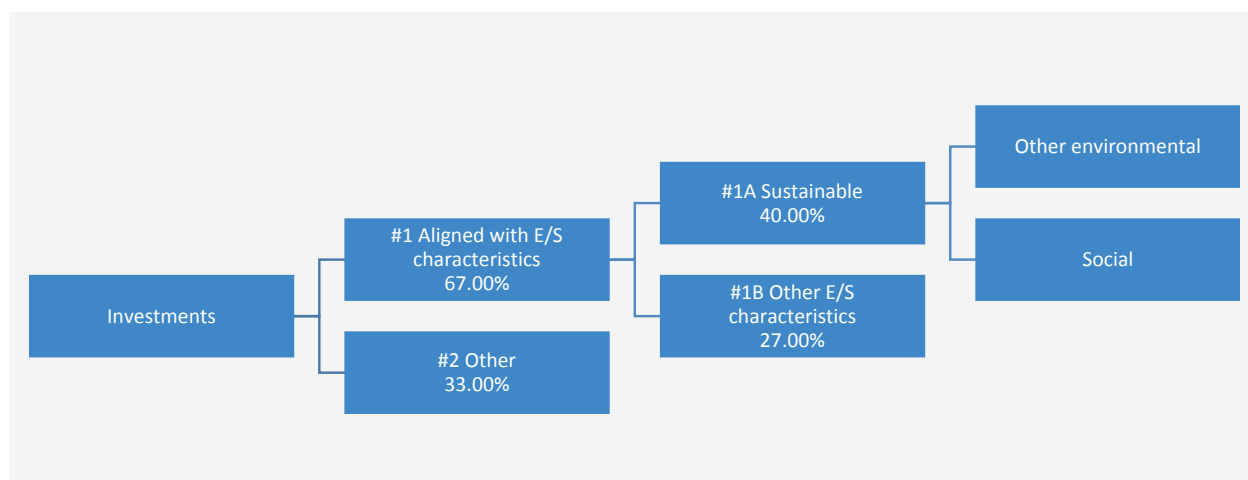 Investments
#1 Aligned with E/S
characteristics
67.00%
#2 Other
33.00%
#1A Sustainable
40.00%
#1B Other E/S
characteristics
27.00%
Other environmental
Social